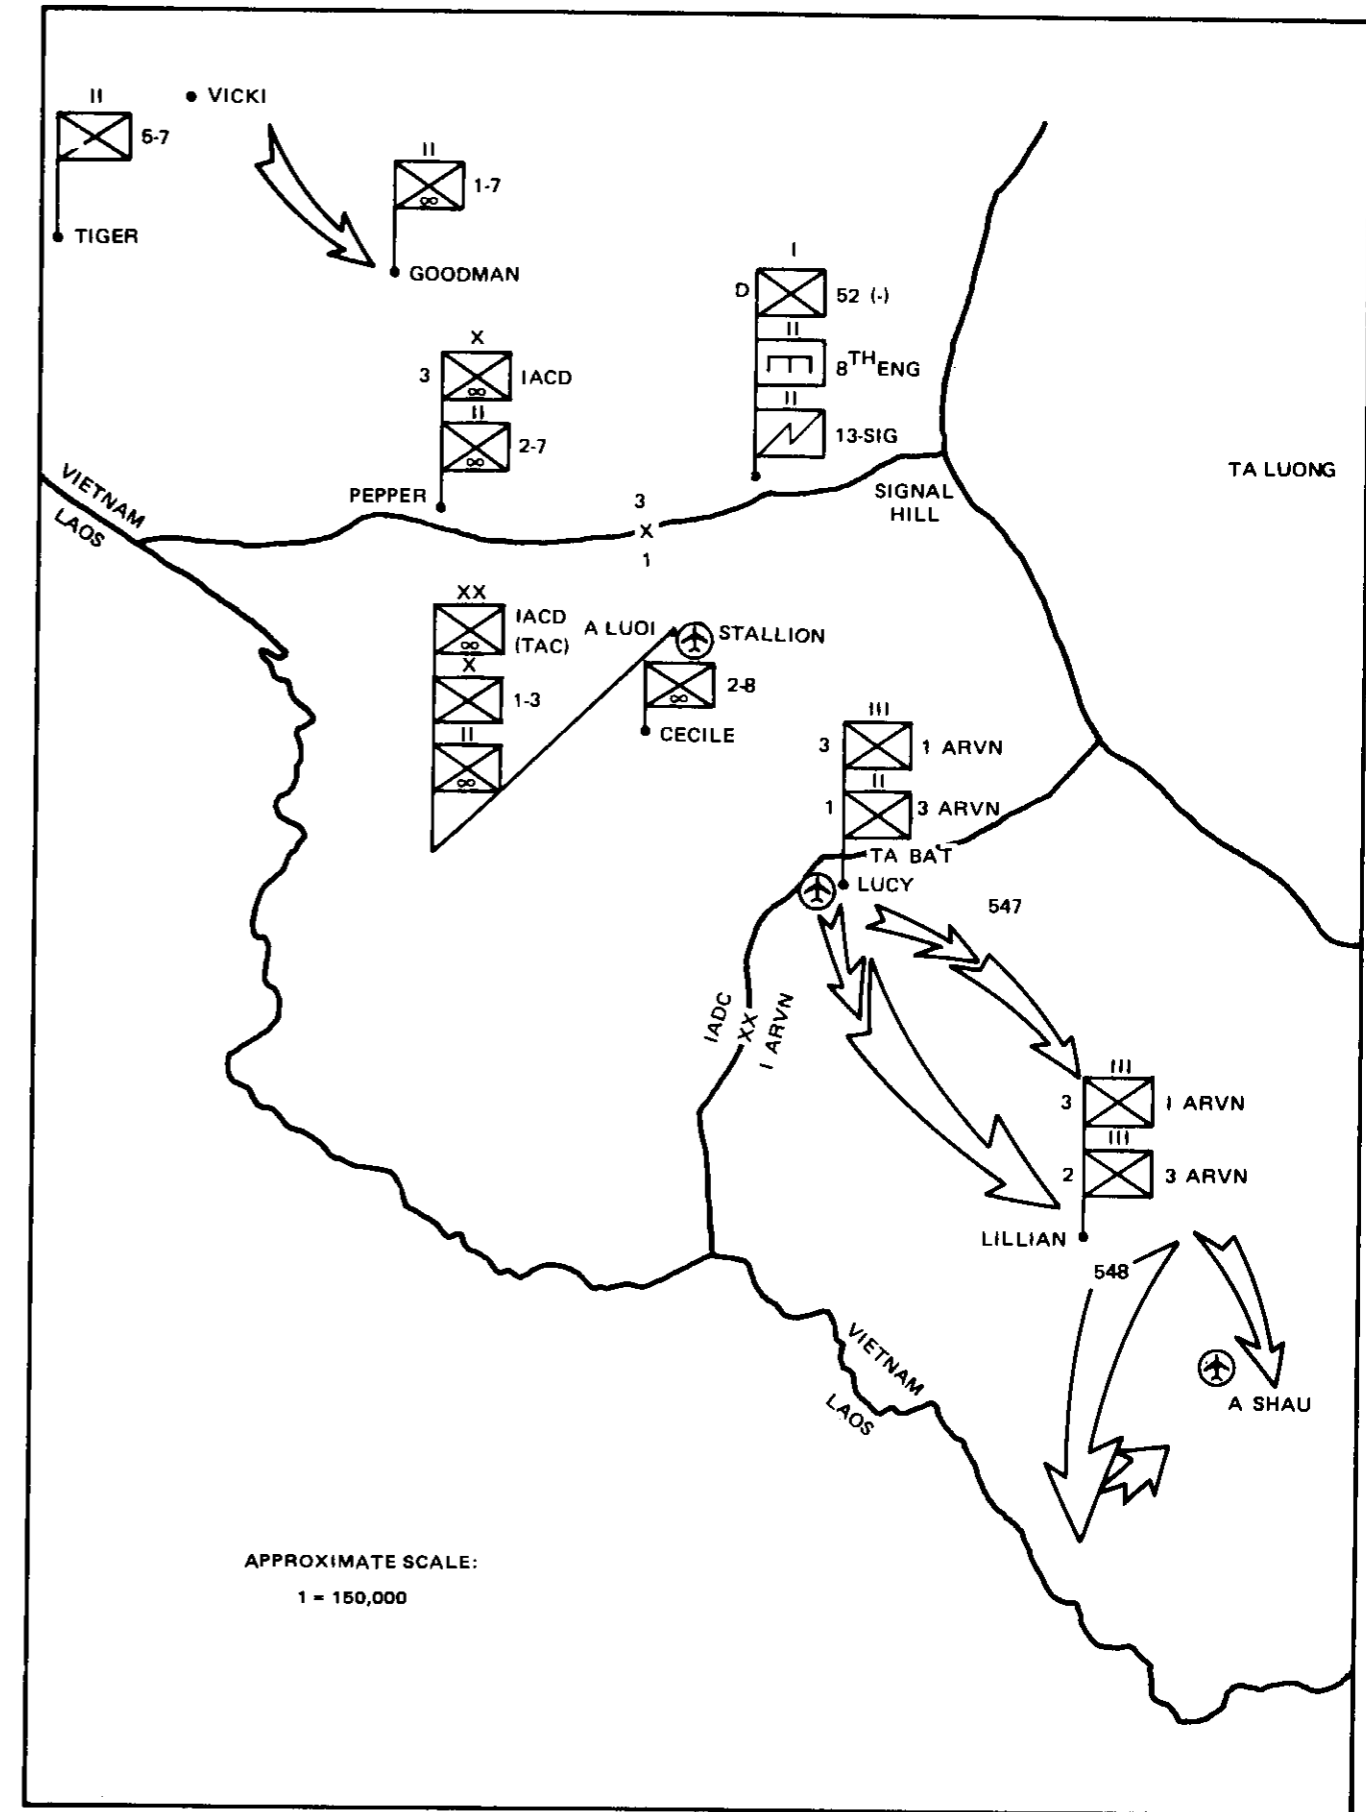 II
VICKI
5-7
TIGER
II
1-7
GOODMAN
I
D
52 (-)
II
8TH ENG
II
13-SIG
X
3
IACD
II
2-7
PEPPER
VIETNAM
LAOS
3
X
1
SIGNAL
HILL
TA LUONG
XX
IACD
(TAC)
X
1-3
II
A LUOI
STALLION
2-8
CECILE
III
3
1 ARVN
II
1
3 ARVN
TA BAT
LUCY
547
IADC
XX
I ARVN
III
3
I ARVN
III
2
3 ARVN
LILLIAN
548
VIETNAM
LAOS
A SHAU
APPROXIMATE SCALE:
1 = 150,000